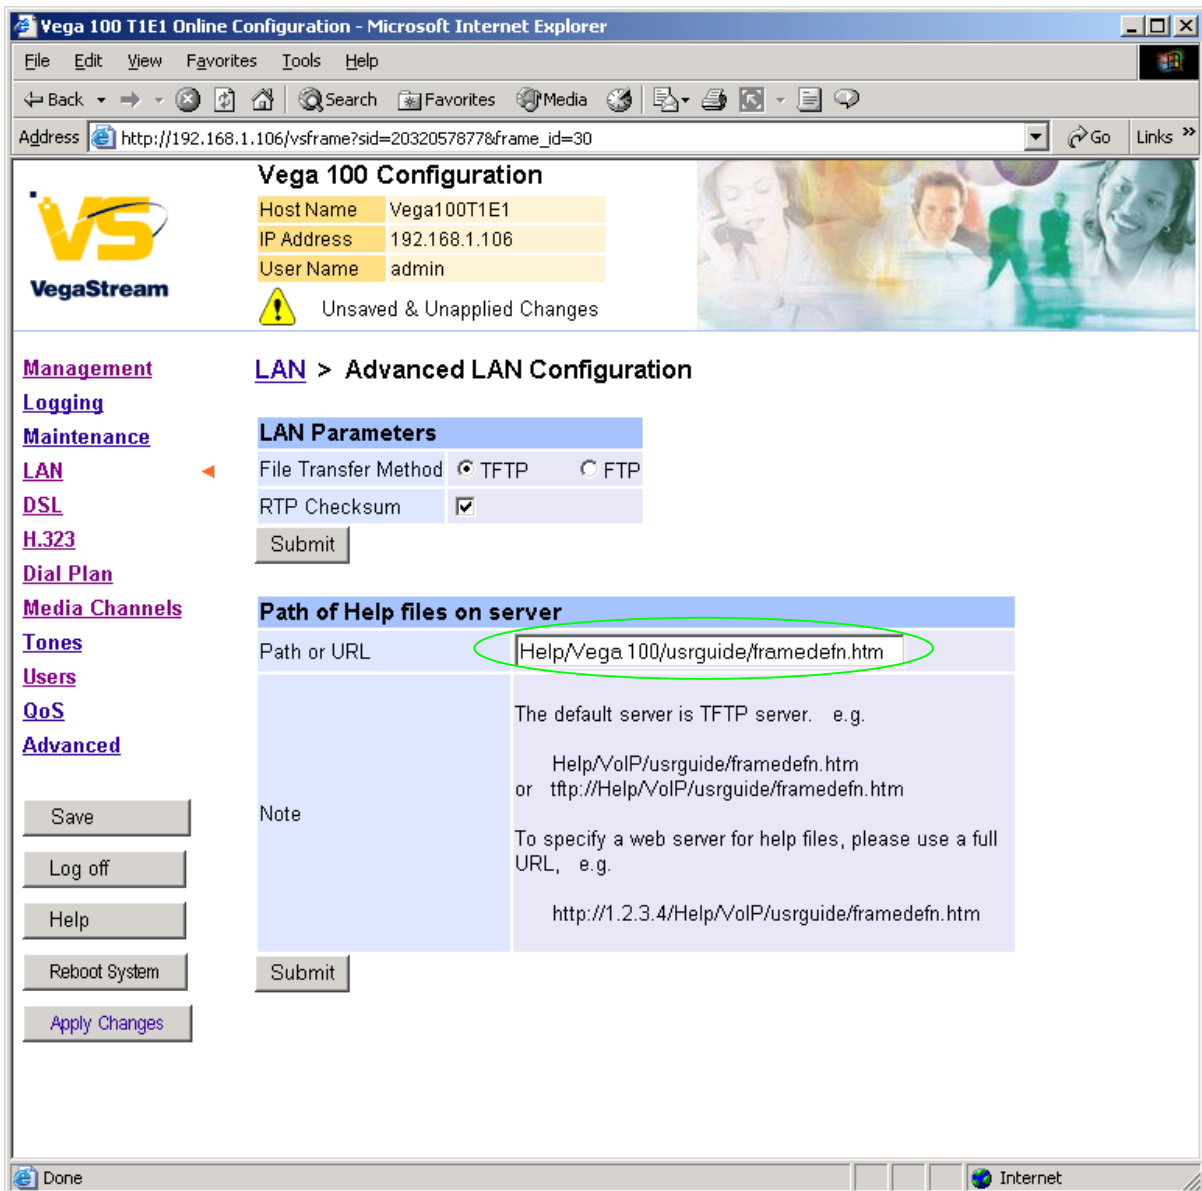 Vega 100 T1E1 Online Configuration - Microsoft Internet Explorer
File Edit View Favorites Tools Help
Back Search Favorites Media
Address http://192.168.1.106/vsframe?sid=2032057877&frame_id=30 Go Links »
VS
VegaStream
Vega 100 Configuration
Host Name Vega100T1E1
IP Address 192.168.1.106
User Name admin
! Unsaved & Unapplied Changes
Management
Logging
Maintenance
LAN
DSL
H.323
Dial Plan
Media Channels
Tones
Users
QoS
Advanced
Save
Log off
Help
Reboot System
Apply Changes
LAN > Advanced LAN Configuration
LAN Parameters
File Transfer Method TFTP FTP
RTP Checksum
Submit
Path of Help files on server
Path or URL Help/Vega 100/usrguide/framedefn.htm
Note
The default server is TFTP server. e.g.
Help/VoIP/usrguide/framedefn.htm
or tftp://Help/VoIP/usrguide/framedefn.htm
To specify a web server for help files, please use a full
URL, e.g.
http://1.2.3.4/Help/VoIP/usrguide/framedefn.htm
Submit
Done Internet